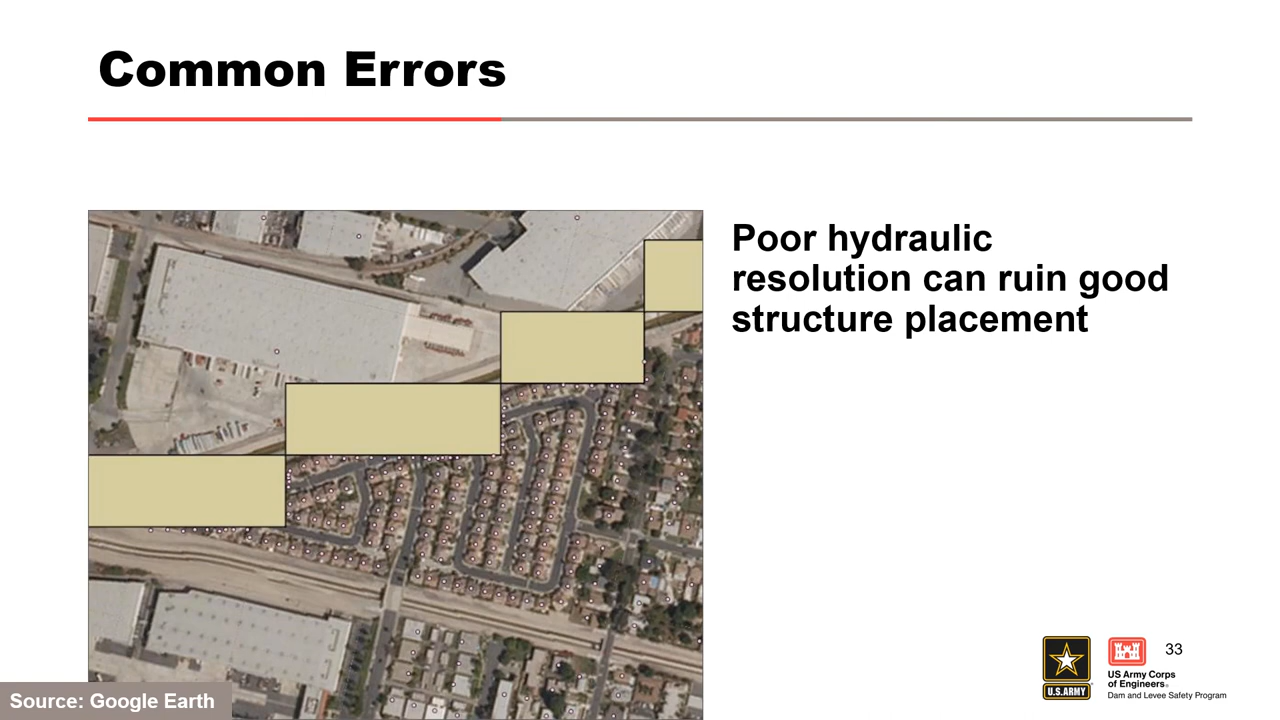 Common Errors
Poor hydraulic
resolution can ruin good
structure placement
Source: Google Earth
U.S.ARMY
US Army Corps
of Engineers®
Dam and Levee Safety Program
33